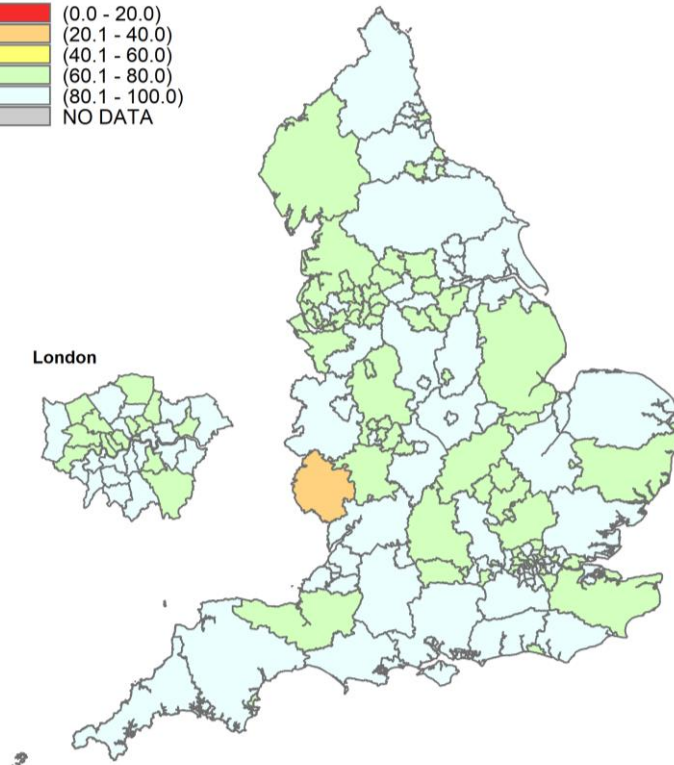 (0.0 - 20.0)
(20.1 - 40.0)
(40.1 - 60.0)
(60.1 - 80.0)
(80.1 - 100.0)
NO DATA
London